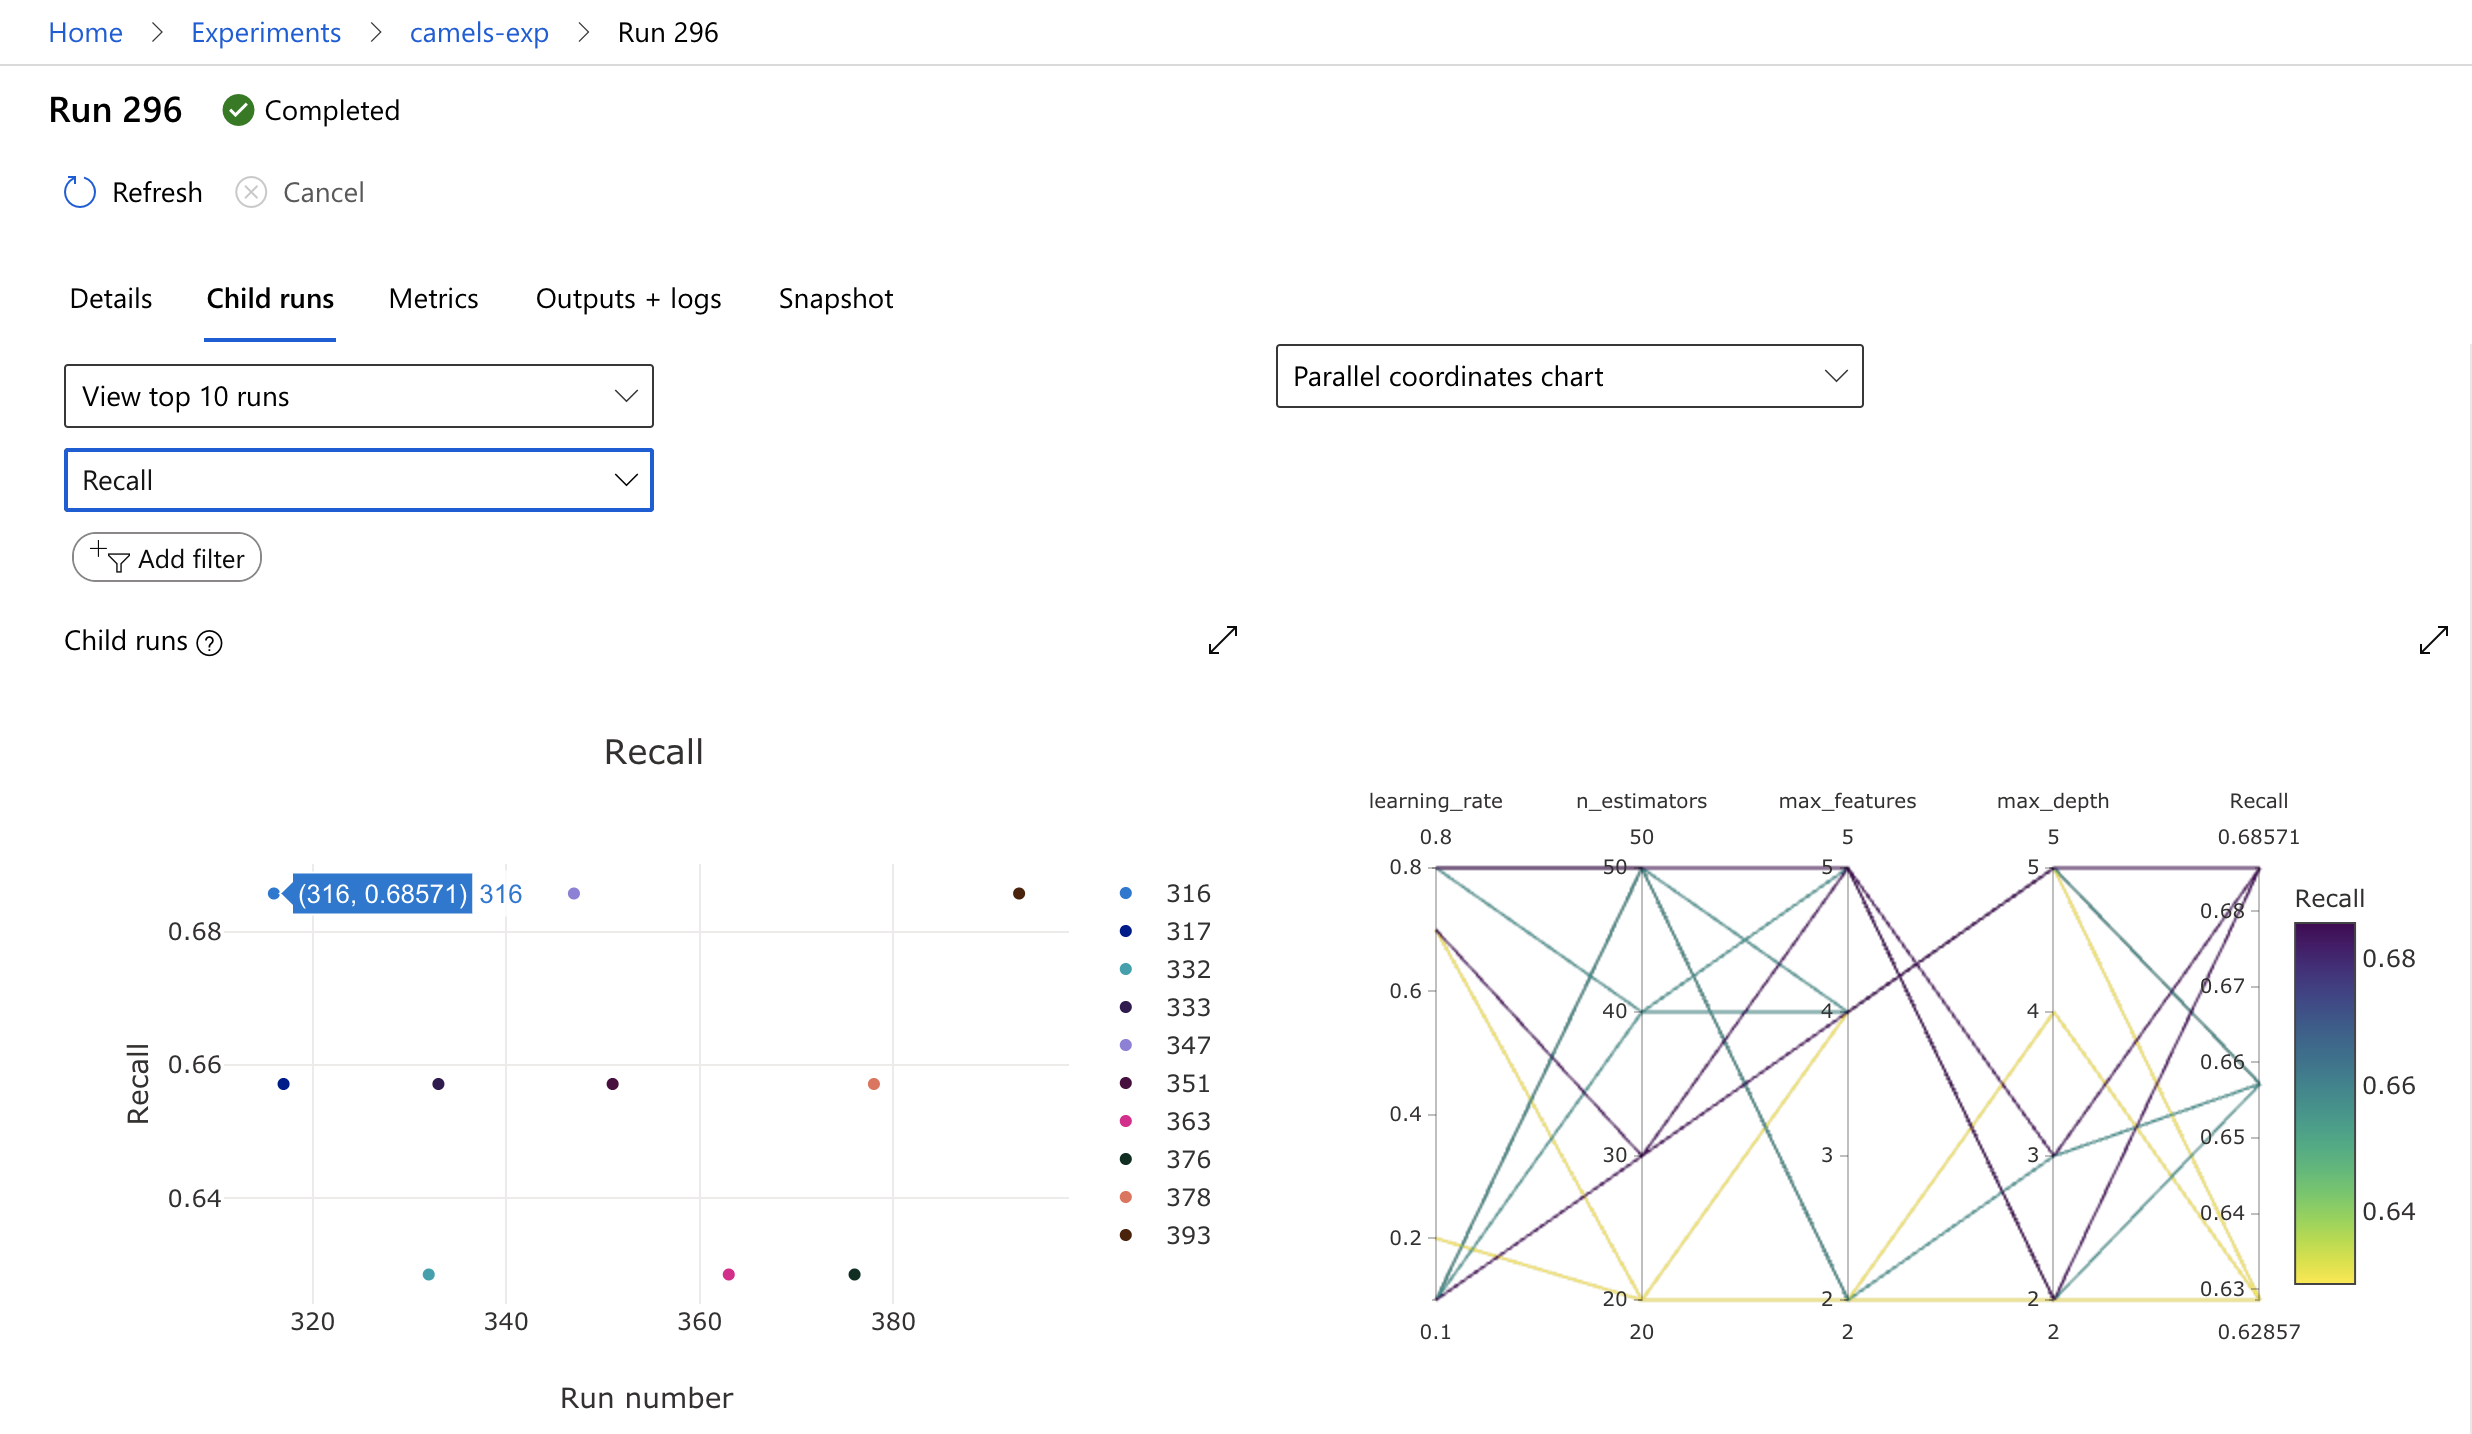 Home > Experiments > camels-exp > Run 296
Run 296 Completed
Refresh Cancel
Details Child runs Metrics Outputs + logs Snapshot
View top 10 runs
Parallel coordinates chart
Recall
Add filter
Child runs ?
Recall
(316, 0.68571) 316
0.68
0.66
0.64
Recall
320 340 360 380
Run number
316
317
332
333
347
351
363
376
378
393
learning_rate n_estimators max_features max_depth Recall
0.8 50 5 5 0.68571
0.8
0.6
0.4
0.2
50
40
30
20
5
4
3
2
5
4
3
2
0.68
0.67
0.66
0.65
0.64
0.63
0.1 20 2 2 0.62857
Recall
0.68
0.66
0.64